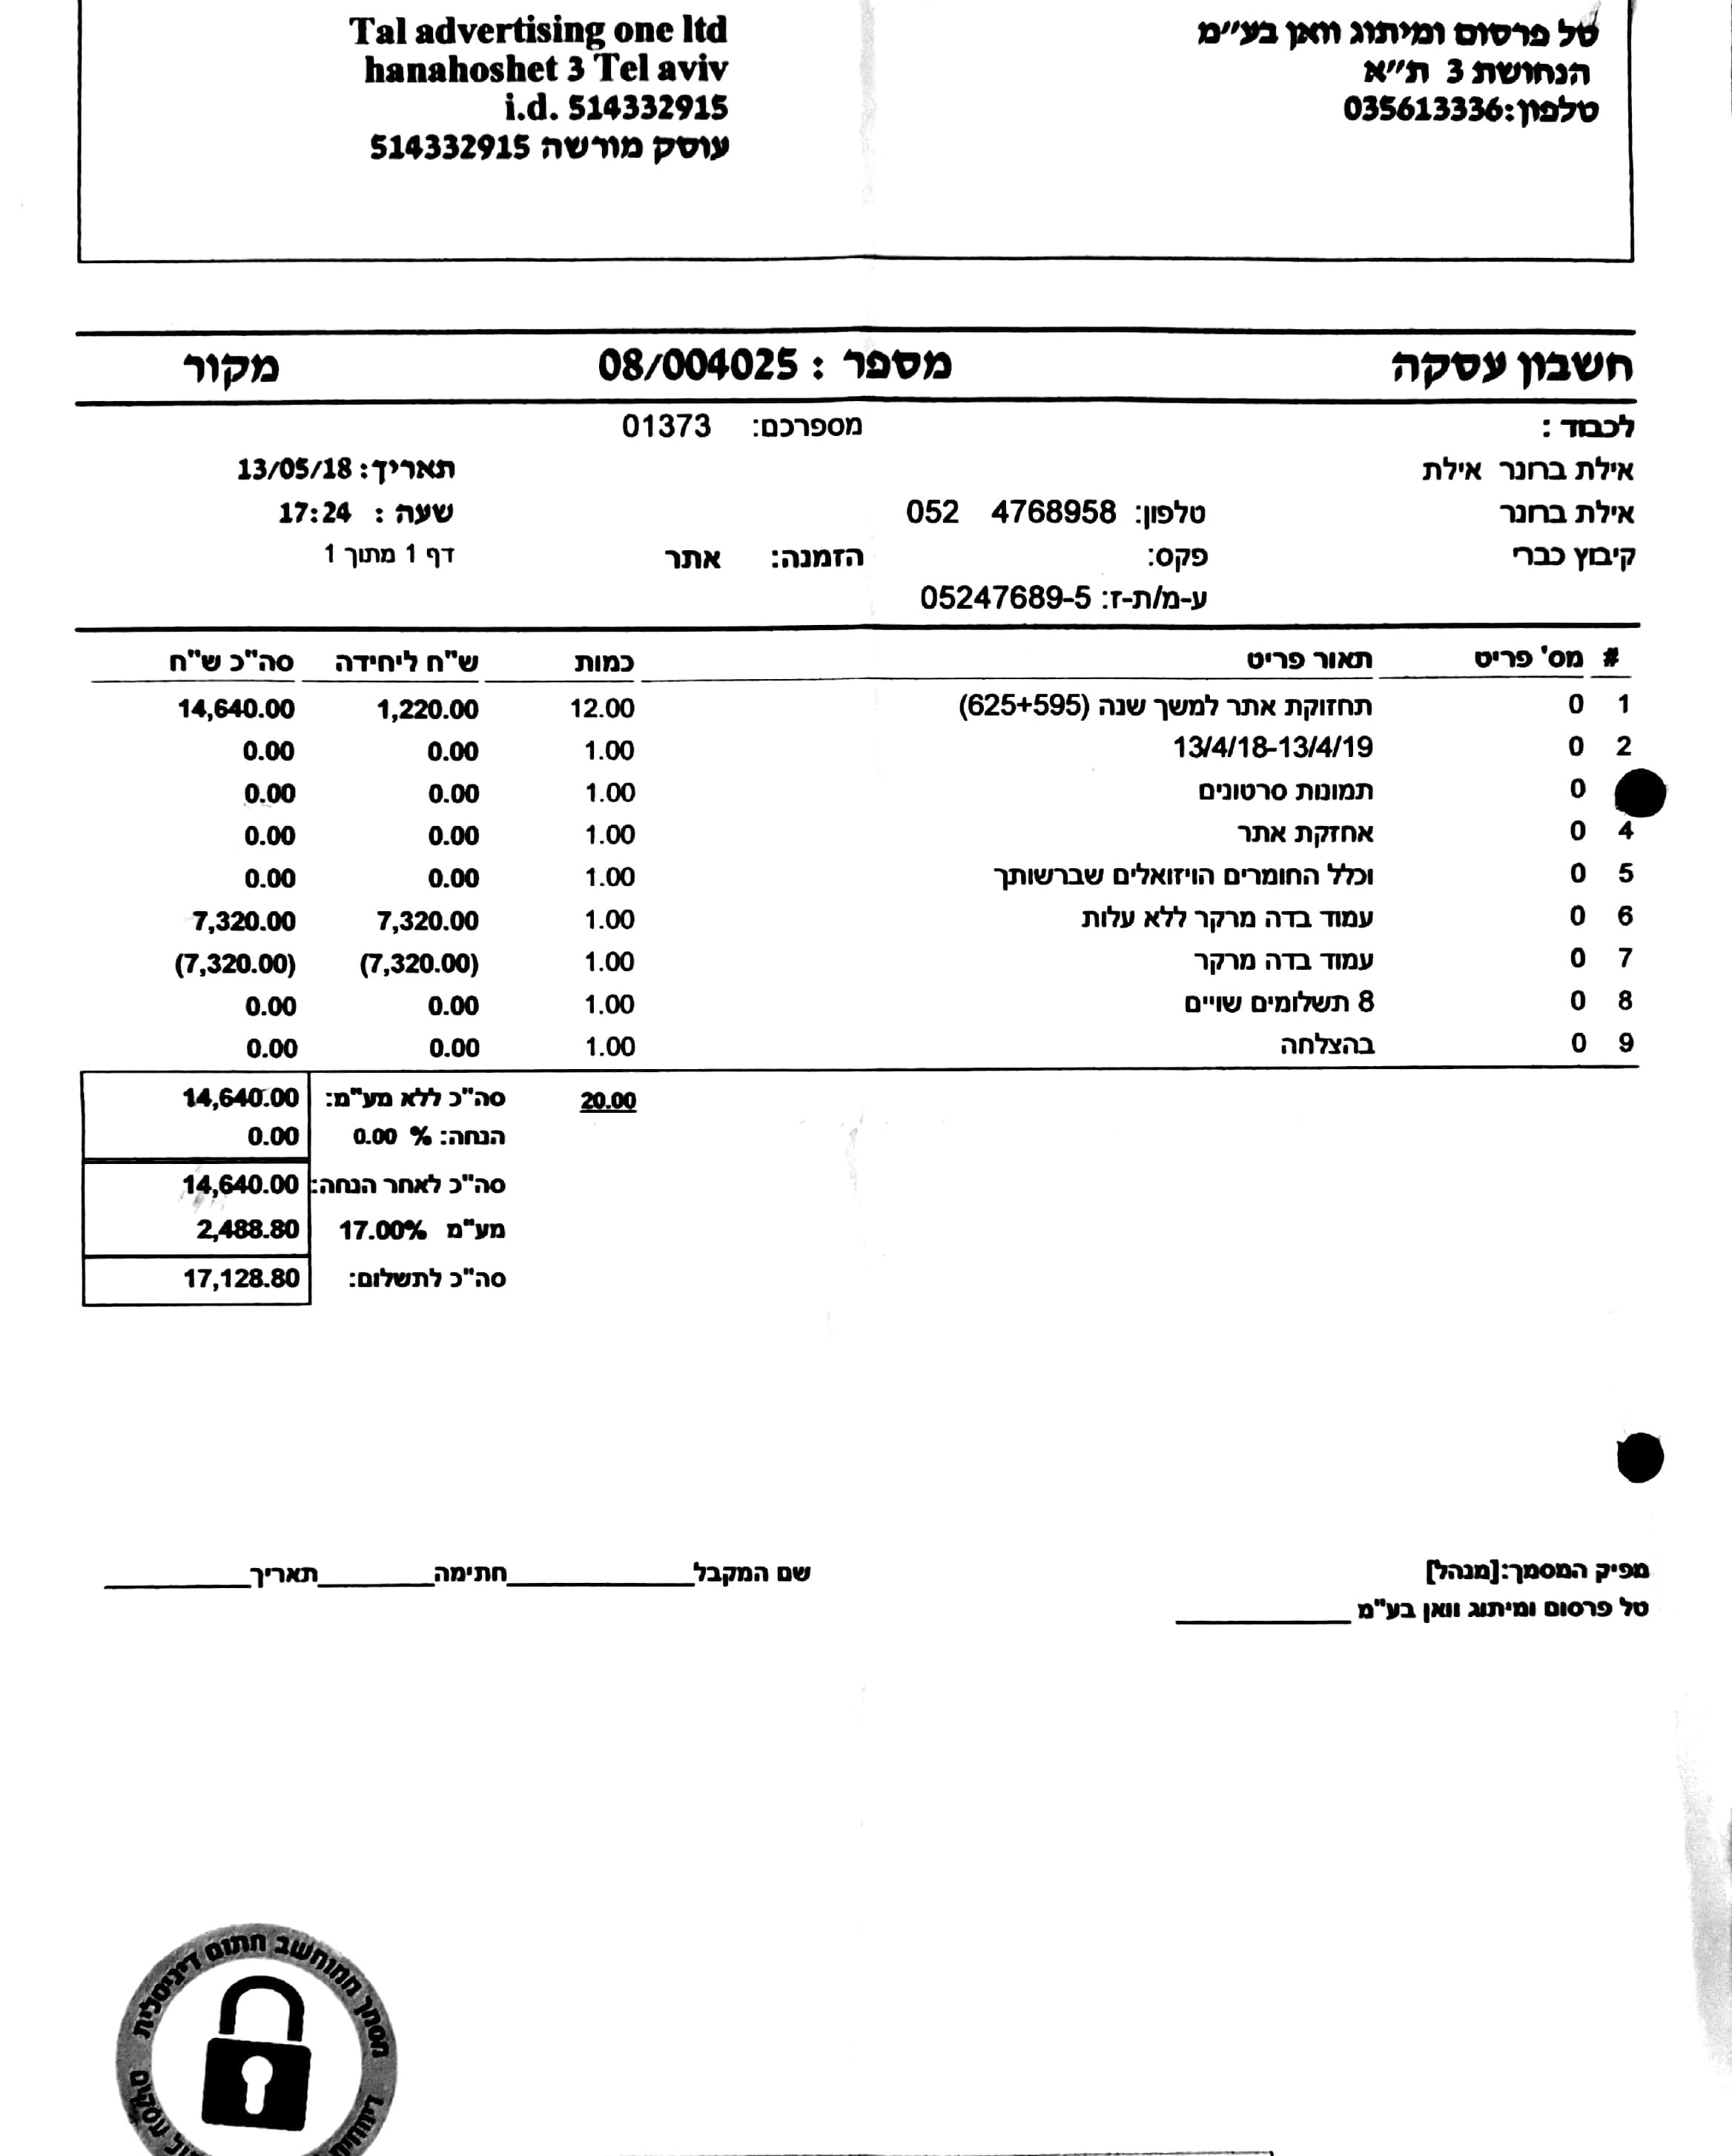 טל פרסום ומיתוג וואן בע"מ
הנחושת 3 ת"א
טלפון:035613336
Tal advertising one ltd
hanahoshet 3 Tel aviv
i.d. 514332915
עוסק מורשה 514332915
חשבון עסקה מספר : 08/004025 מקור
לכבוד : מספרכם: 01373
אילת ברונר אילת תאריך: 13/05/18
אילת ברונר טלפון: 052 4768958 שעה : 17:24
קיבוץ כברי פקס: הזמנה: אתר דף 1 מתוך 1
ע-מ/ת-ז: 05247689-5
# מס' פריט תאור פריט כמות ש"ח ליחידה סה"כ ש"ח
1 0 תחזוקת אתר למשך שנה (625+595) 12.00 1,220.00 14,640.00
2 0 13/4/18-13/4/19 1.00 0.00 0.00
0 תמונות סרטונים 1.00 0.00 0.00
4 0 אחזקת אתר 1.00 0.00 0.00
5 0 וכלל החומרים הויזואלים שברשותך 1.00 0.00 0.00
6 0 עמוד בדה מרקר ללא עלות 1.00 7,320.00 7,320.00
7 0 עמוד בדה מרקר 1.00 (7,320.00) (7,320.00)
8 0 8 תשלומים שויים 1.00 0.00 0.00
9 0 בהצלחה 1.00 0.00 0.00
20.00 סה"כ ללא מע"מ: 14,640.00
הנחה: % 0.00 0.00
סה"כ לאחר הנחה: 14,640.00
מע"מ 17.00% 2,488.80
סה"כ לתשלום: 17,128.80
מפיק המסמך:[מנהל] שם המקבל חתימה תאריך
טל פרסום ומיתוג וואן בע"מ
מסמך ממוחשב חתום דיגיטלית